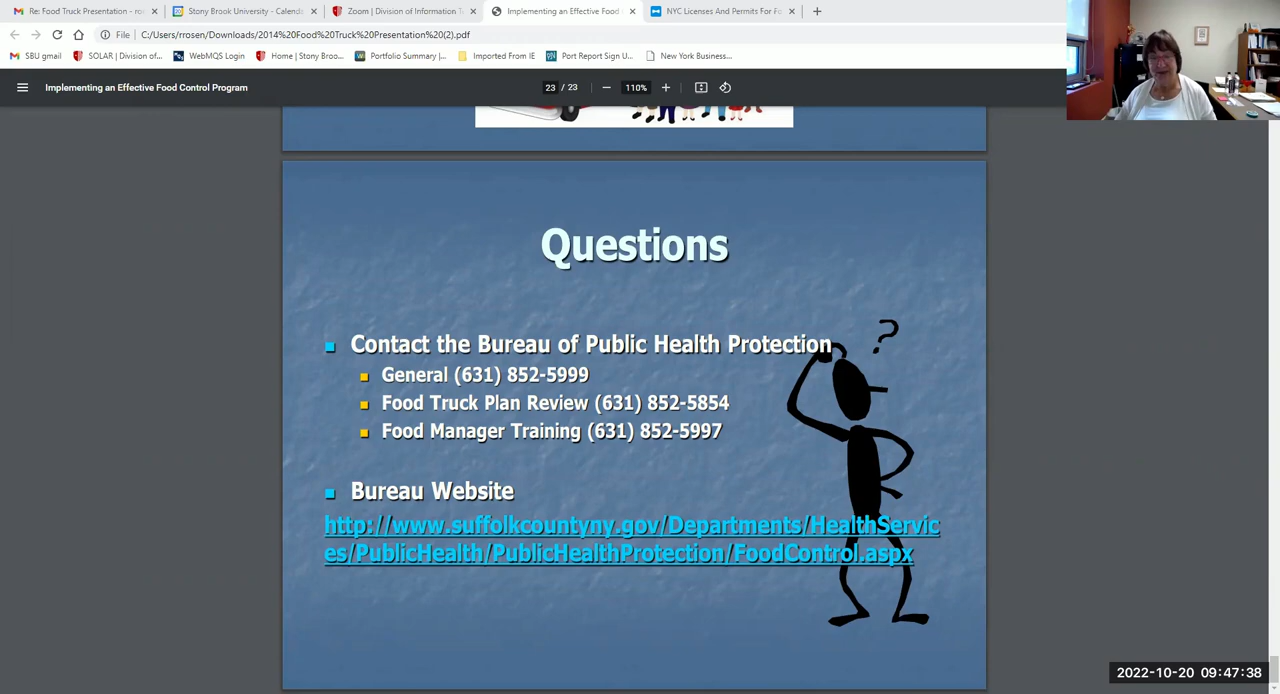 Re: Food Truck Presentation - ro
Stony Brook University - Calenda
Zoom | Division of Information T
Implementing an Effective Food
NYC Licenses And Permits For Fo
File
C:/Users/rrosen/Downloads/2014%20Food%20Truck%20Presentation%20(2).pdf
SBU gmail
SOLAR | Division of...
WebMQS Login
Home | Stony Broo...
Portfolio Summary |...
Imported From IE
Port Report Sign U...
New York Business...
Implementing an Effective Food Control Program
23 / 23
110%
Questions
?
Contact the Bureau of Public Health Protection
General (631) 852-5999
Food Truck Plan Review (631) 852-5854
Food Manager Training (631) 852-5997
Bureau Website
http://www.suffolkcountyny.gov/Departments/HealthServic
es/PublicHealth/PublicHealthProtection/FoodControl.aspx
2022-10-20 09:47:38